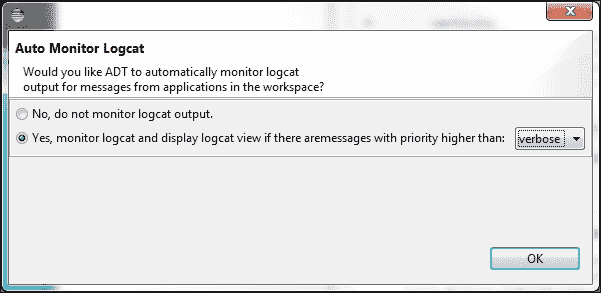 Auto Monitor Logcat
Would you like ADT to automatically monitor logcat
output for messages from applications in the workspace?
No, do not monitor logcat output.
Yes, monitor logcat and display logcat view if there aremessages with priority higher than: verbose
OK